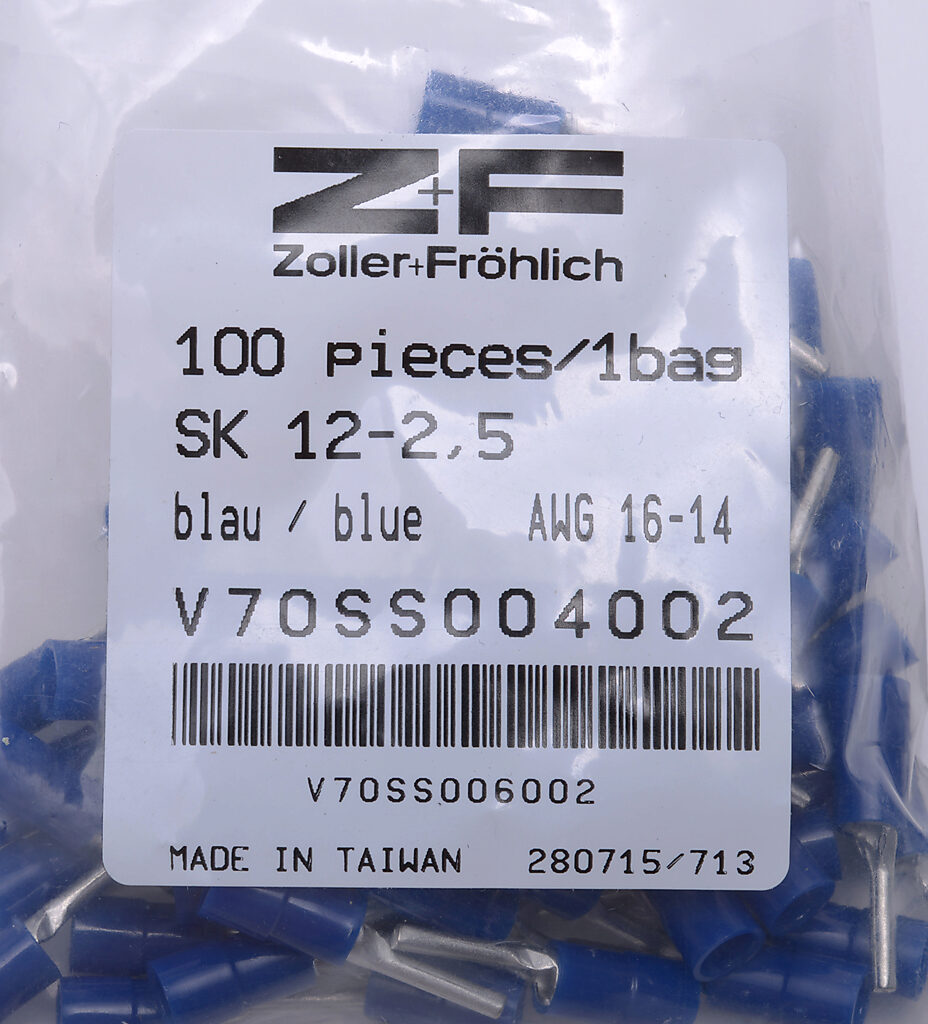 Z+F
Zoller+Fröhlich
100 pieces/1bag
SK 12-2,5
blau / blue AWG 16-14
V70SS004002
V70SS006002
MADE IN TAIWAN 280715/713